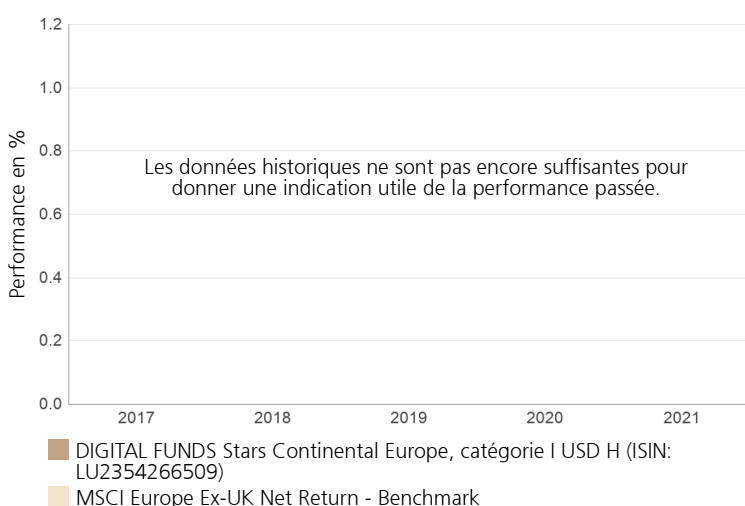 1.2
1.0
0.8
0.6
0.4
0.2
0.0
Performance en %
Les données historiques ne sont pas encore suffisantes pour
donner une indication utile de la performance passée.
2017 2018 2019 2020 2021
DIGITAL FUNDS Stars Continental Europe, catégorie I USD H (ISIN:
LU2354266509)
MSCI Europe Ex-UK Net Return - Benchmark